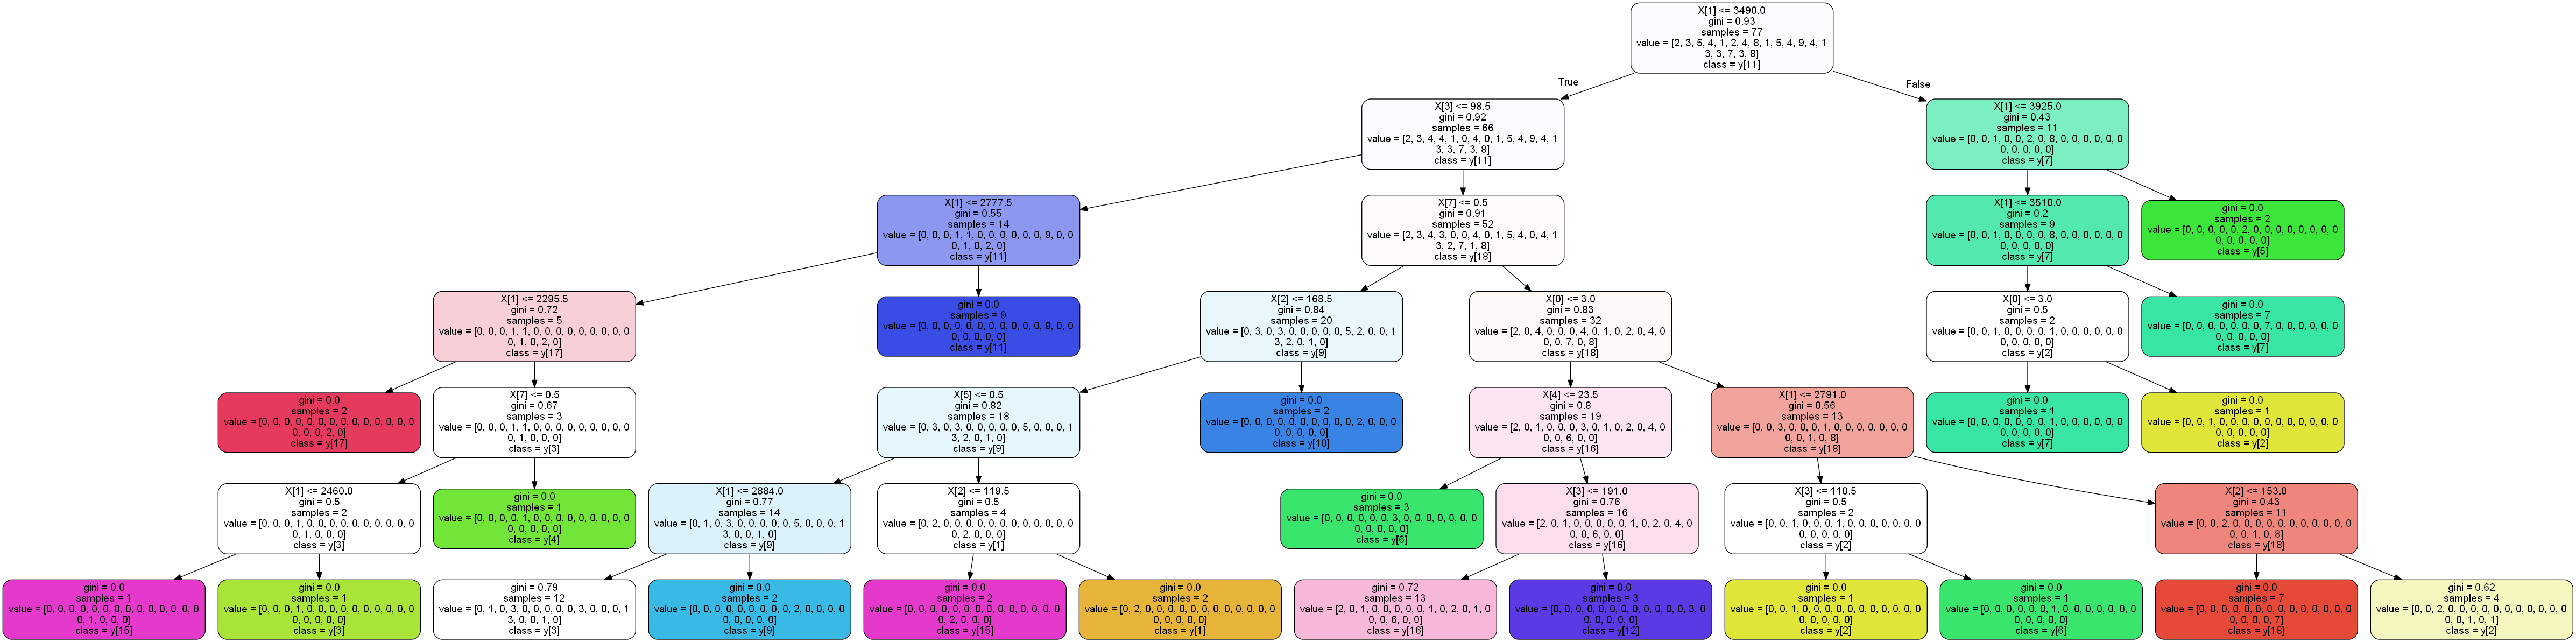 X[1] <= 3490.0
gini = 0.93
samples = 77
value = [2, 3, 5, 4, 1, 2, 4, 8, 1, 5, 4, 9, 4, 1
3, 3, 7, 3, 8]
class = y[11]
True
False
X[3] <= 98.5
gini = 0.92
samples = 66
value = [2, 3, 4, 4, 1, 0, 4, 0, 1, 5, 4, 9, 4, 1
3, 3, 7, 3, 8]
class = y[11]
X[1] <= 3925.0
gini = 0.43
samples = 11
value = [0, 0, 1, 0, 0, 2, 0, 8, 0, 0, 0, 0, 0, 0
0, 0, 0, 0, 0]
class = y[7]
X[1] <= 2777.5
gini = 0.55
samples = 14
value = [0, 0, 0, 1, 1, 0, 0, 0, 0, 0, 0, 9, 0, 0
0, 1, 0, 2, 0]
class = y[11]
X[7] <= 0.5
gini = 0.91
samples = 52
value = [2, 3, 4, 3, 0, 0, 4, 0, 1, 5, 4, 0, 4, 1
3, 2, 7, 1, 8]
class = y[18]
X[1] <= 3510.0
gini = 0.2
samples = 9
value = [0, 0, 1, 0, 0, 0, 0, 8, 0, 0, 0, 0, 0, 0
0, 0, 0, 0, 0]
class = y[7]
gini = 0.0
samples = 2
value = [0, 0, 0, 0, 0, 2, 0, 0, 0, 0, 0, 0, 0, 0
0, 0, 0, 0, 0]
class = y[5]
X[1] <= 2295.5
gini = 0.72
samples = 5
value = [0, 0, 0, 1, 1, 0, 0, 0, 0, 0, 0, 0, 0, 0
0, 1, 0, 2, 0]
class = y[17]
gini = 0.0
samples = 9
value = [0, 0, 0, 0, 0, 0, 0, 0, 0, 0, 0, 9, 0, 0
0, 0, 0, 0, 0]
class = y[11]
X[2] <= 168.5
gini = 0.84
samples = 20
value = [0, 3, 0, 3, 0, 0, 0, 0, 0, 5, 2, 0, 0, 1
3, 2, 0, 1, 0]
class = y[9]
X[0] <= 3.0
gini = 0.83
samples = 32
value = [2, 0, 4, 0, 0, 0, 4, 0, 1, 0, 2, 0, 4, 0
0, 0, 7, 0, 8]
class = y[18]
X[0] <= 3.0
gini = 0.5
samples = 2
value = [0, 0, 1, 0, 0, 0, 0, 1, 0, 0, 0, 0, 0, 0
0, 0, 0, 0, 0]
class = y[2]
gini = 0.0
samples = 7
value = [0, 0, 0, 0, 0, 0, 0, 7, 0, 0, 0, 0, 0, 0
0, 0, 0, 0, 0]
class = y[7]
gini = 0.0
samples = 2
value = [0, 0, 0, 0, 0, 0, 0, 0, 0, 0, 0, 0, 0, 0
0, 0, 0, 2, 0]
class = y[17]
X[7] <= 0.5
gini = 0.67
samples = 3
value = [0, 0, 0, 1, 1, 0, 0, 0, 0, 0, 0, 0, 0, 0
0, 1, 0, 0, 0]
class = y[3]
X[5] <= 0.5
gini = 0.82
samples = 18
value = [0, 3, 0, 3, 0, 0, 0, 0, 0, 5, 0, 0, 0, 1
3, 2, 0, 1, 0]
class = y[9]
gini = 0.0
samples = 2
value = [0, 0, 0, 0, 0, 0, 0, 0, 0, 0, 2, 0, 0, 0
0, 0, 0, 0, 0]
class = y[10]
X[4] <= 23.5
gini = 0.8
samples = 19
value = [2, 0, 1, 0, 0, 0, 3, 0, 1, 0, 2, 0, 4, 0
0, 0, 6, 0, 0]
class = y[16]
X[1] <= 2791.0
gini = 0.56
samples = 13
value = [0, 0, 3, 0, 0, 0, 1, 0, 0, 0, 0, 0, 0, 0
0, 0, 1, 0, 8]
class = y[18]
gini = 0.0
samples = 1
value = [0, 0, 0, 0, 0, 0, 0, 1, 0, 0, 0, 0, 0, 0
0, 0, 0, 0, 0]
class = y[7]
gini = 0.0
samples = 1
value = [0, 0, 1, 0, 0, 0, 0, 0, 0, 0, 0, 0, 0, 0
0, 0, 0, 0, 0]
class = y[2]
X[1] <= 2460.0
gini = 0.5
samples = 2
value = [0, 0, 0, 1, 0, 0, 0, 0, 0, 0, 0, 0, 0, 0
0, 1, 0, 0, 0]
class = y[3]
gini = 0.0
samples = 1
value = [0, 0, 0, 0, 1, 0, 0, 0, 0, 0, 0, 0, 0, 0
0, 0, 0, 0, 0]
class = y[4]
X[1] <= 2884.0
gini = 0.77
samples = 14
value = [0, 1, 0, 3, 0, 0, 0, 0, 0, 5, 0, 0, 0, 1
3, 0, 0, 1, 0]
class = y[9]
X[2] <= 119.5
gini = 0.5
samples = 4
value = [0, 2, 0, 0, 0, 0, 0, 0, 0, 0, 0, 0, 0, 0
0, 2, 0, 0, 0]
class = y[1]
gini = 0.0
samples = 3
value = [0, 0, 0, 0, 0, 0, 3, 0, 0, 0, 0, 0, 0, 0
0, 0, 0, 0, 0]
class = y[6]
X[3] <= 191.0
gini = 0.76
samples = 16
value = [2, 0, 1, 0, 0, 0, 0, 0, 1, 0, 2, 0, 4, 0
0, 0, 6, 0, 0]
class = y[16]
X[3] <= 110.5
gini = 0.5
samples = 2
value = [0, 0, 1, 0, 0, 0, 1, 0, 0, 0, 0, 0, 0, 0
0, 0, 0, 0, 0]
class = y[2]
X[2] <= 153.0
gini = 0.43
samples = 11
value = [0, 0, 2, 0, 0, 0, 0, 0, 0, 0, 0, 0, 0, 0
0, 0, 1, 0, 8]
class = y[18]
gini = 0.0
samples = 1
value = [0, 0, 0, 0, 0, 0, 0, 0, 0, 0, 0, 0, 0, 0
0, 1, 0, 0, 0]
class = y[15]
gini = 0.0
samples = 1
value = [0, 0, 0, 1, 0, 0, 0, 0, 0, 0, 0, 0, 0, 0
0, 0, 0, 0, 0]
class = y[3]
gini = 0.79
samples = 12
value = [0, 1, 0, 3, 0, 0, 0, 0, 0, 3, 0, 0, 0, 1
3, 0, 0, 1, 0]
class = y[3]
gini = 0.0
samples = 2
value = [0, 0, 0, 0, 0, 0, 0, 0, 0, 2, 0, 0, 0, 0
0, 0, 0, 0, 0]
class = y[9]
gini = 0.0
samples = 2
value = [0, 0, 0, 0, 0, 0, 0, 0, 0, 0, 0, 0, 0, 0
0, 2, 0, 0, 0]
class = y[15]
gini = 0.0
samples = 2
value = [0, 2, 0, 0, 0, 0, 0, 0, 0, 0, 0, 0, 0, 0
0, 0, 0, 0, 0]
class = y[1]
gini = 0.72
samples = 13
value = [2, 0, 1, 0, 0, 0, 0, 0, 1, 0, 2, 0, 1, 0
0, 0, 6, 0, 0]
class = y[16]
gini = 0.0
samples = 3
value = [0, 0, 0, 0, 0, 0, 0, 0, 0, 0, 0, 0, 3, 0
0, 0, 0, 0, 0]
class = y[12]
gini = 0.0
samples = 1
value = [0, 0, 1, 0, 0, 0, 0, 0, 0, 0, 0, 0, 0, 0
0, 0, 0, 0, 0]
class = y[2]
gini = 0.0
samples = 1
value = [0, 0, 0, 0, 0, 0, 1, 0, 0, 0, 0, 0, 0, 0
0, 0, 0, 0, 0]
class = y[6]
gini = 0.0
samples = 7
value = [0, 0, 0, 0, 0, 0, 0, 0, 0, 0, 0, 0, 0, 0
0, 0, 0, 0, 7]
class = y[18]
gini = 0.62
samples = 4
value = [0, 0, 2, 0, 0, 0, 0, 0, 0, 0, 0, 0, 0, 0
0, 0, 1, 0, 1]
class = y[2]